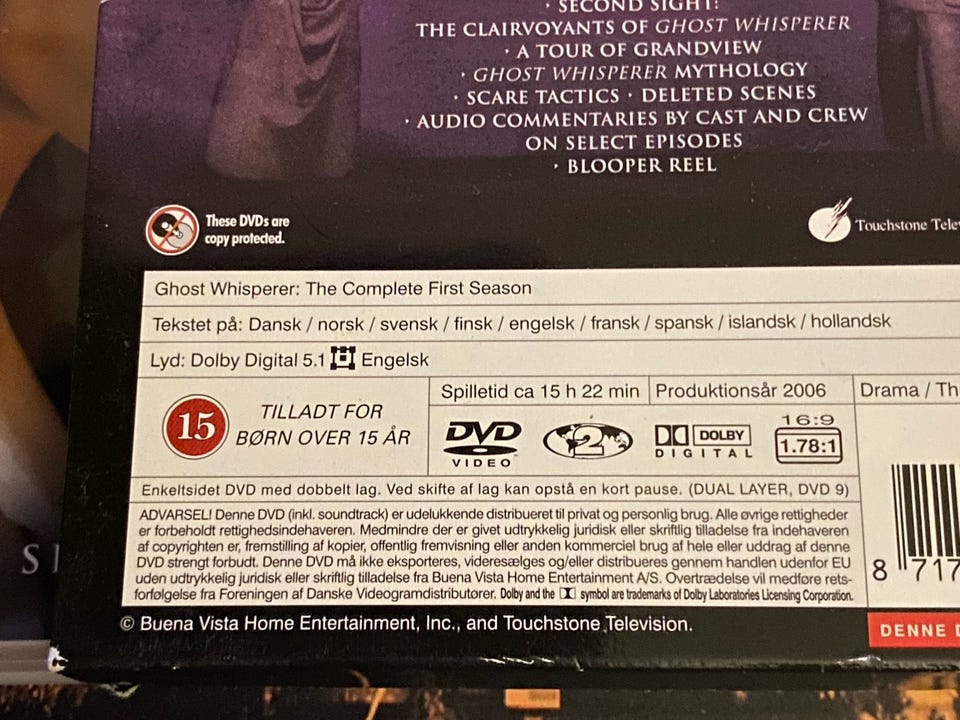 · SECOND SIGHT:
THE CLAIRVOYANTS OF GHOST WHISPERER
· A TOUR OF GRANDVIEW
· GHOST WHISPERER MYTHOLOGY
· SCARE TACTICS · DELETED SCENES
· AUDIO COMMENTARIES BY CAST AND CREW
ON SELECT EPISODES
· BLOOPER REEL
These DVDs are
copy protected.
Touchstone
Ghost Whisperer: The Complete First Season
Tekstet på: Dansk / norsk / svensk / finsk / engelsk / fransk / spansk / islandsk / hollandsk
Lyd: Dolby Digital 5.1 Engelsk
15
TILLADT FOR
BØRN OVER 15 ÅR
Spilletid ca 15 h 22 min
Produktionsår 2006
Drama /
DVD
VIDEO
2
DOLBY
DIGITAL
16:9
1.78:1
Enkeltsidet DVD med dobbelt lag. Ved skifte af lag kan opstå en kort pause. (DUAL LAYER, DVD 9)
ADVARSEL! Denne DVD (inkl. soundtrack) er udelukkende distribueret til privat og personlig brug. Alle øvrige rettigheder
er forbeholdt rettighedsindehaveren. Medmindre der er givet udtrykkelig juridisk eller skriftlig tilladelse fra indehaveren
af copyrighten er, fremstilling af kopier, offentlig fremvisning eller anden kommerciel brug af hele eller uddrag af denne
DVD strengt forbudt. Denne DVD må ikke eksporteres, videresælges og/eller distribueres gennem handlen udenfor EU
uden udtrykkelig juridisk eller skriftlig tilladelse fra Buena Vista Home Entertainment A/S. Overtrædelse vil medføre rets-
forfølgelse fra Foreningen af Danske Videogramdistributører. Dolby and the symbol are trademarks of Dolby Laboratories Licensing Corporation.
8 717
© Buena Vista Home Entertainment, Inc., and Touchstone Television.
DENNE